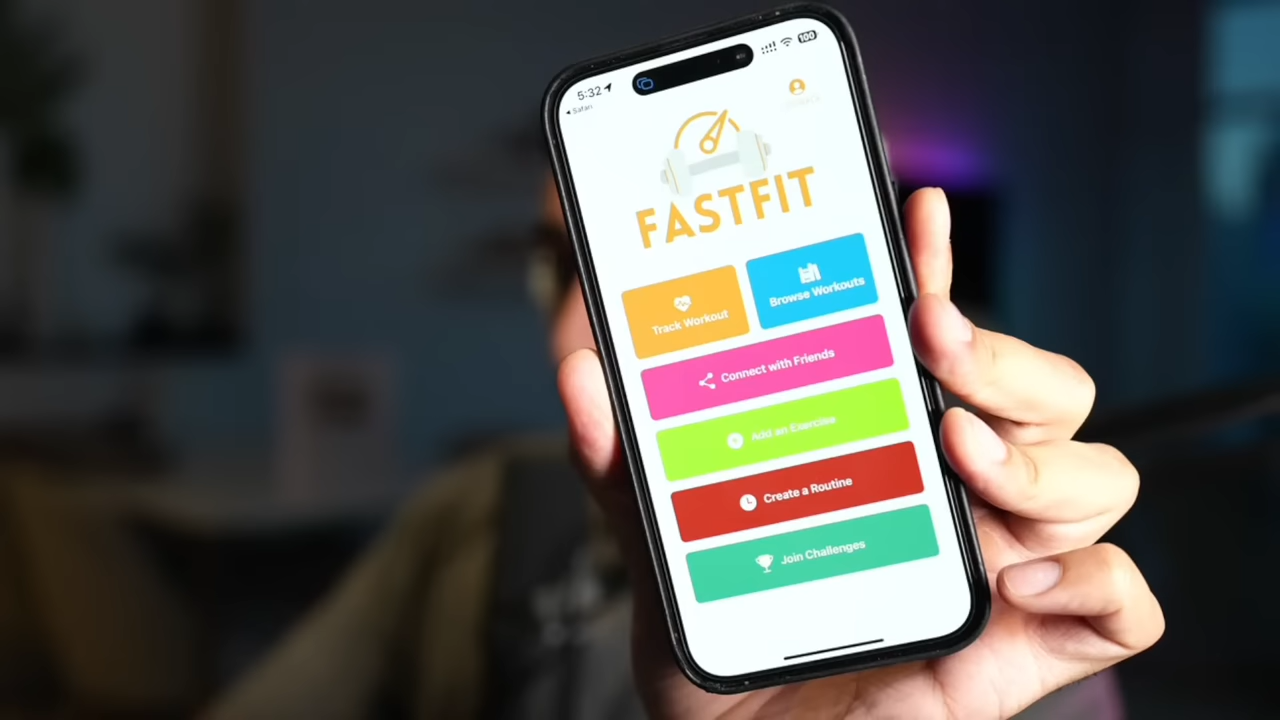 5:32
Safari
100
FASTFIT
Track Workout
Browse Workouts
Connect with Friends
Add an Exercise
Create a Routine
Join Challenges